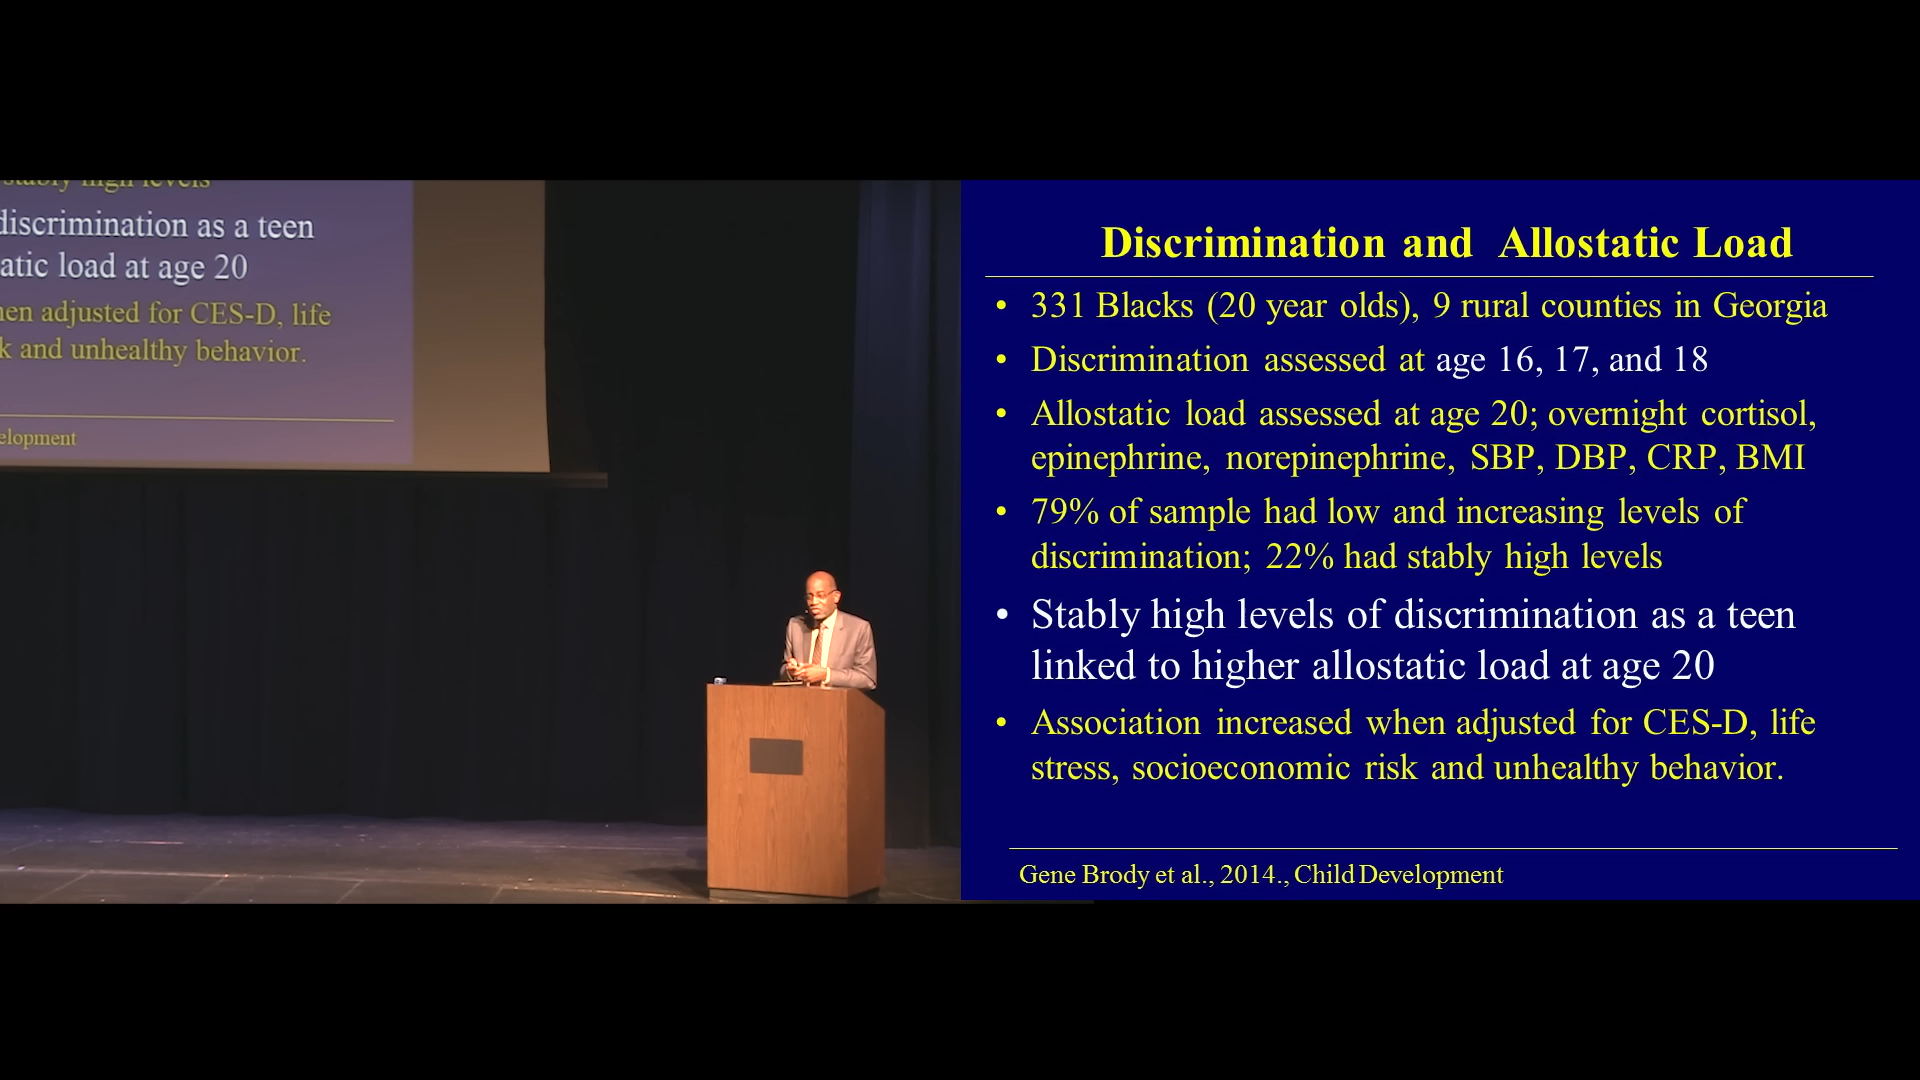 stably high levels
discrimination as a teen
atic load at age 20
en adjusted for CES-D, life
k and unhealthy behavior.
elopment
Discrimination and Allostatic Load
• 331 Blacks (20 year olds), 9 rural counties in Georgia
• Discrimination assessed at age 16, 17, and 18
• Allostatic load assessed at age 20; overnight cortisol,
epinephrine, norepinephrine, SBP, DBP, CRP, BMI
• 79% of sample had low and increasing levels of
discrimination; 22% had stably high levels
• Stably high levels of discrimination as a teen
linked to higher allostatic load at age 20
• Association increased when adjusted for CES-D, life
stress, socioeconomic risk and unhealthy behavior.
Gene Brody et al., 2014., Child Development